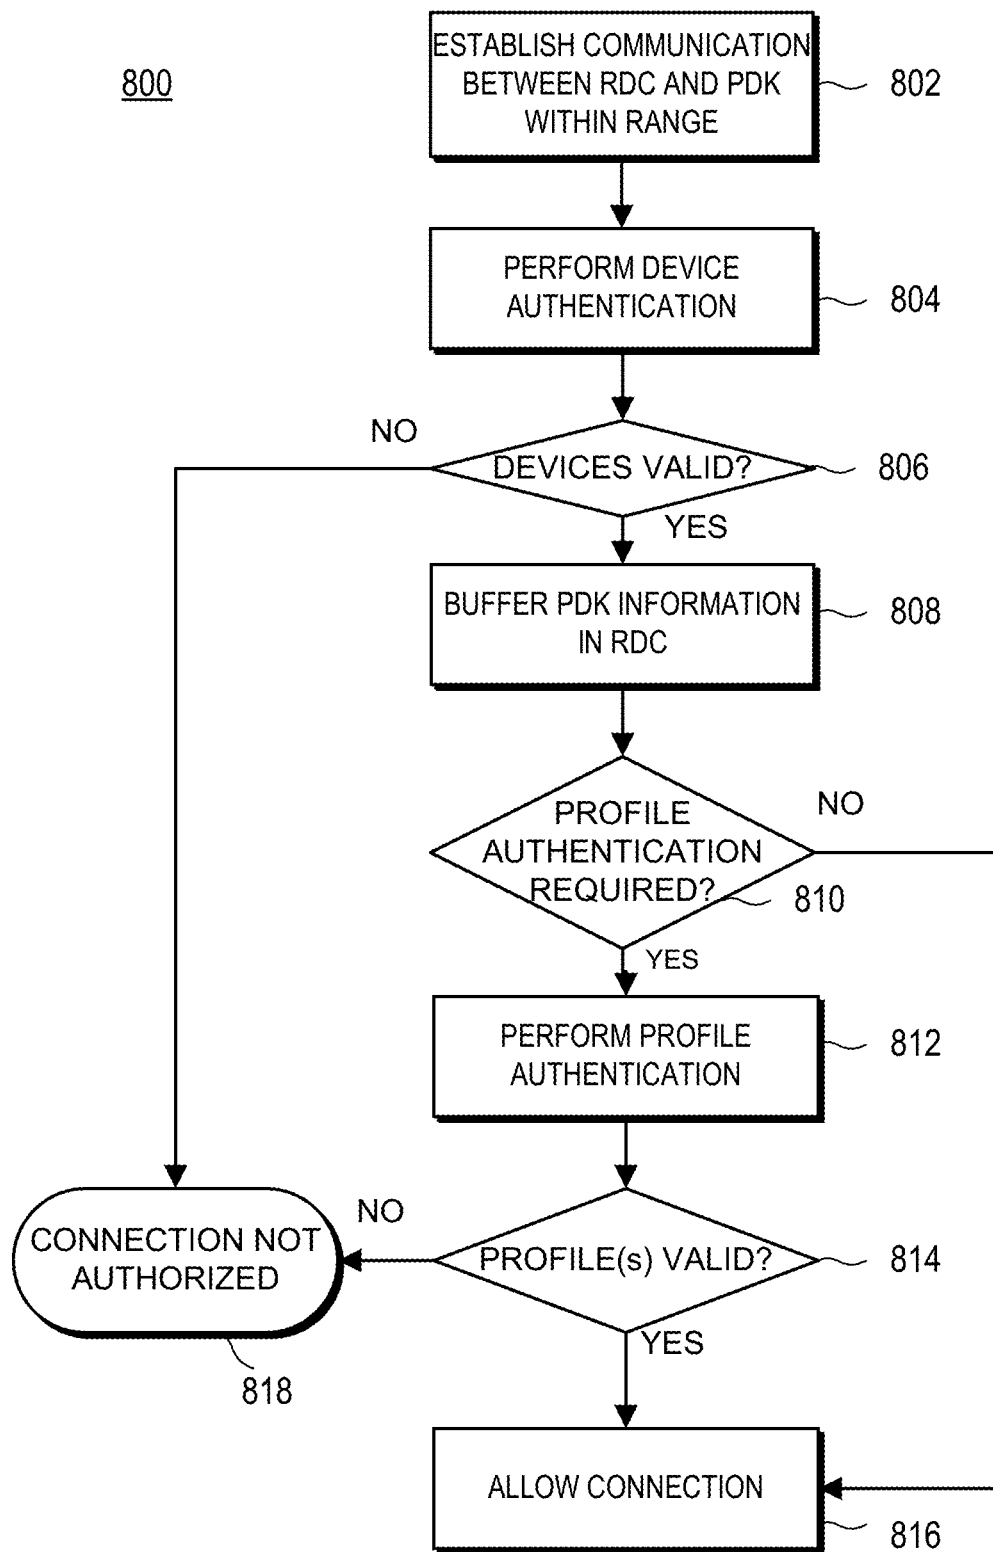 800
ESTABLISH COMMUNICATION
BETWEEN RDC AND PDK
WITHIN RANGE
802
PERFORM DEVICE
AUTHENTICATION
804
NO
DEVICES VALID?
806
YES
BUFFER PDK INFORMATION
IN RDC
808
PROFILE
AUTHENTICATION
REQUIRED?
NO
810
YES
PERFORM PROFILE
AUTHENTICATION
812
NO
PROFILE(s) VALID?
814
CONNECTION NOT
AUTHORIZED
818
YES
ALLOW CONNECTION
816